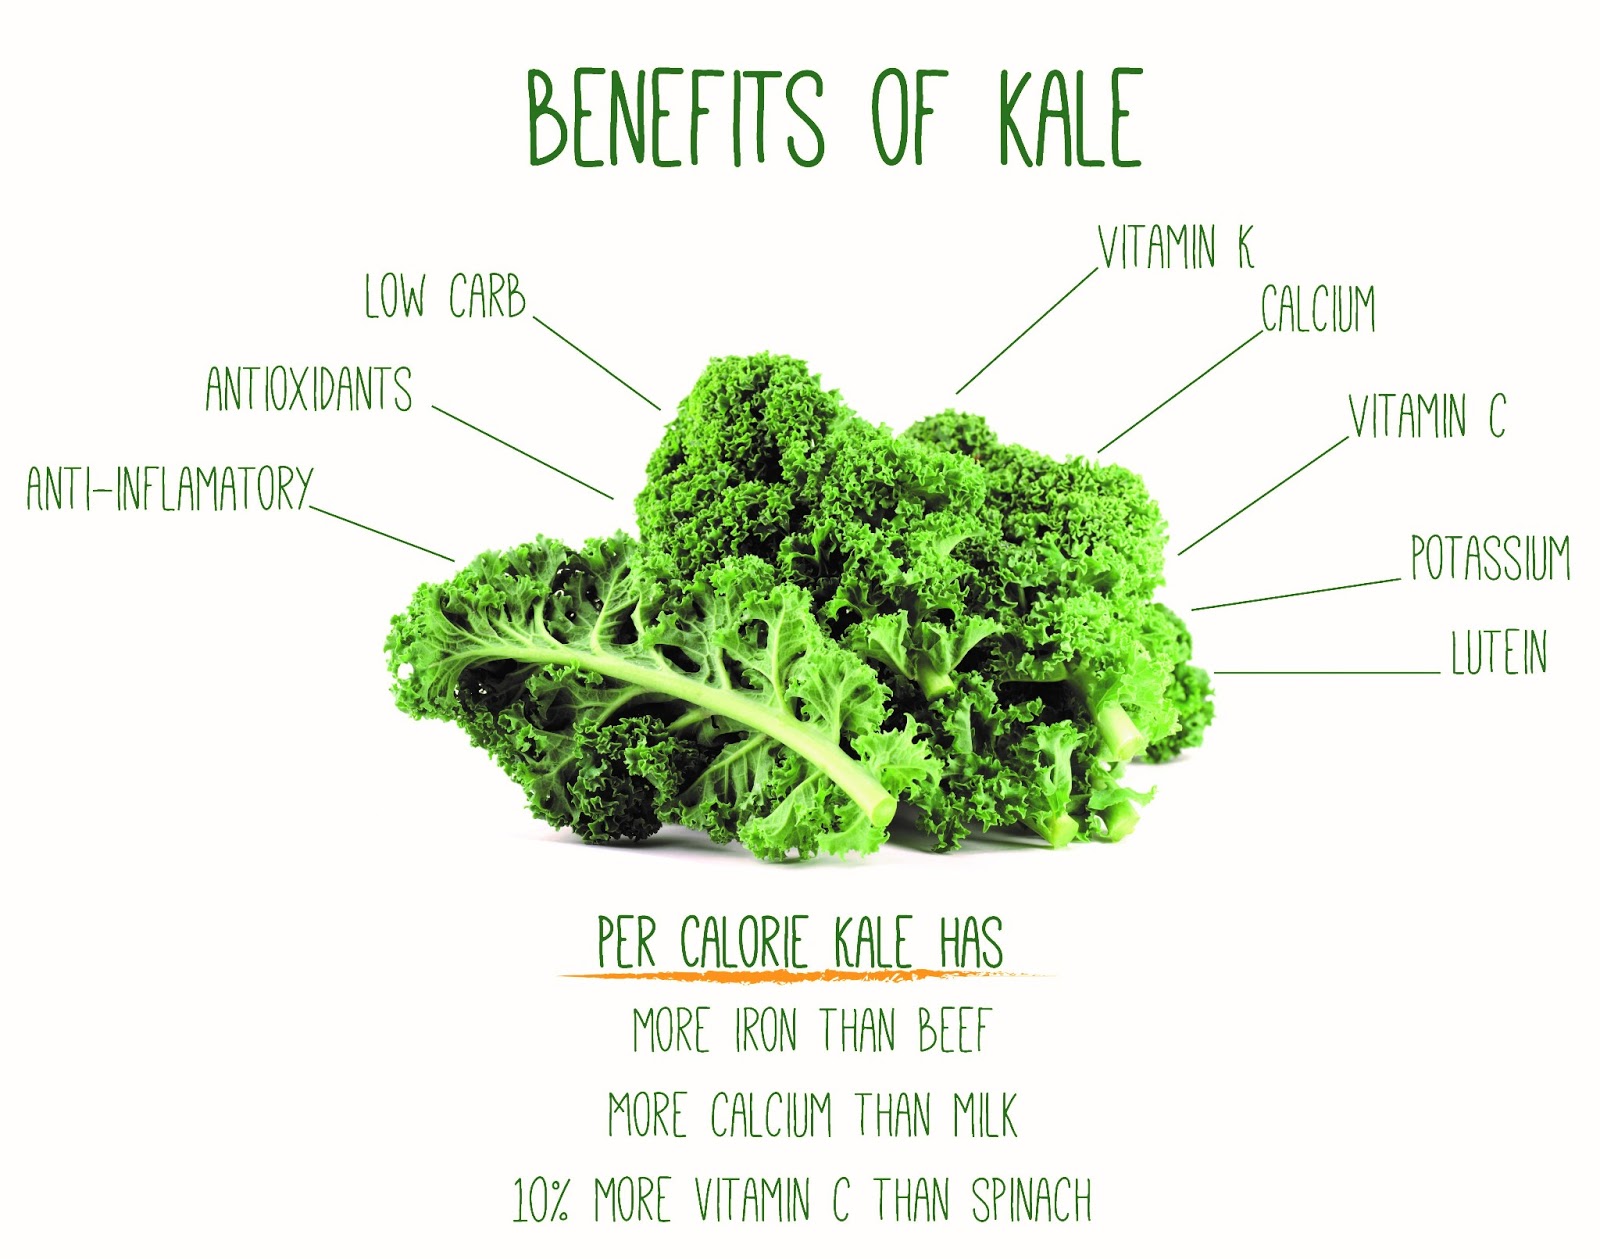 BENEFITS OF KALE
LOW CARB
ANTIOXIDANTS
ANTI-INFLAMATORY
VITAMIN K
CALCIUM
VITAMIN C
POTASSIUM
LUTEIN
PER CALORIE KALE HAS
MORE IRON THAN BEEF
MORE CALCIUM THAN MILK
10% MORE VITAMIN C THAN SPINACH